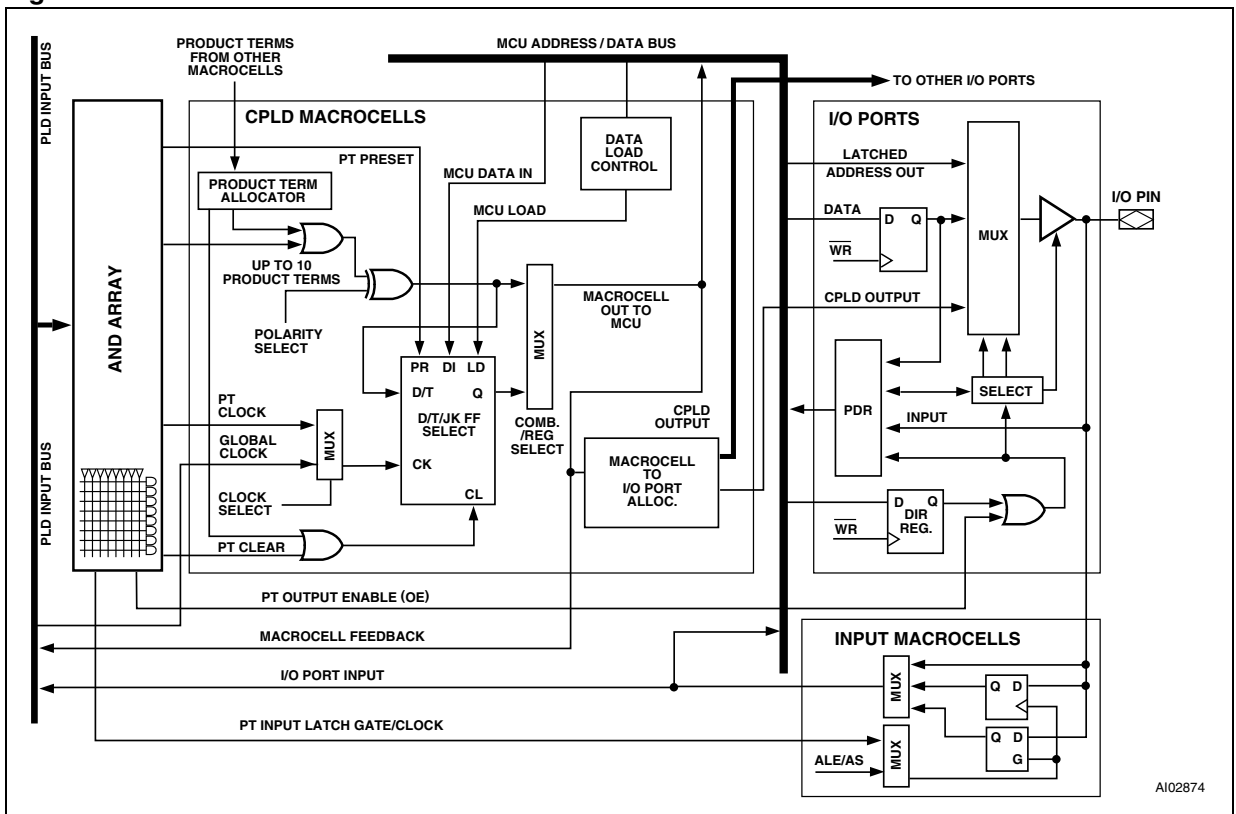 PLD INPUT BUS
PLD INPUT BUS
PRODUCT TERMS
FROM OTHER
MACROCELLS
MCU ADDRESS / DATA BUS
TO OTHER I/O PORTS
AND ARRAY
CPLD MACROCELLS
PT PRESET
MCU DATA IN
MCU LOAD
DATA
LOAD
CONTROL
PRODUCT TERM
ALLOCATOR
UP TO 10
PRODUCT TERMS
POLARITY
SELECT
PT
CLOCK
GLOBAL
CLOCK
CLOCK
SELECT
MUX
PT CLEAR
PR DI LD
D/T Q
D/T/JK FF
SELECT
CK
CL
MUX
COMB.
/REG
SELECT
MACROCELL
OUT TO
MCU
CPLD
OUTPUT
MACROCELL
TO
I/O PORT
ALLOC.
I/O PORTS
LATCHED
ADDRESS OUT
DATA
D Q
WR
MUX
I/O PIN
CPLD OUTPUT
PDR
SELECT
INPUT
D Q
DIR
REG.
WR
PT OUTPUT ENABLE (OE)
MACROCELL FEEDBACK
I/O PORT INPUT
PT INPUT LATCH GATE/CLOCK
INPUT MACROCELLS
MUX
Q D
Q D
G
MUX
ALE/AS
AI02874